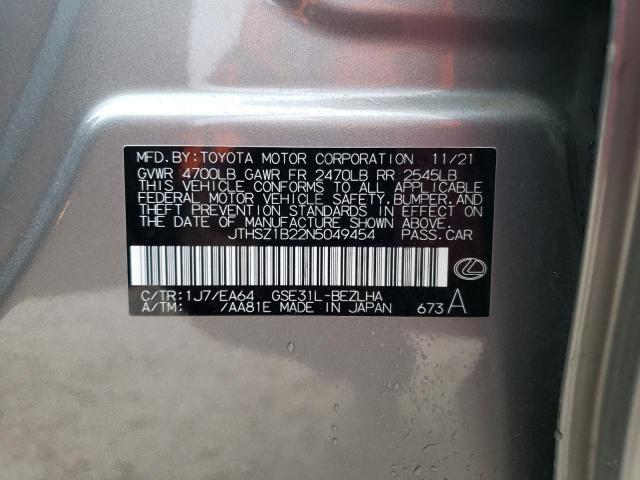 MFD.BY:TOYOTA MOTOR CORPORATION 11/21
GVWR 4700LB GAWR FR 2470LB RR 2545LB
THIS VEHICLE CONFORMS TO ALL APPLICABLE
FEDERAL MOTOR VEHICLE SAFETY,BUMPER,AND
THEFT PREVENTION STANDARDS IN EFFECT ON
THE DATE OF MANUFACTURE SHOWN ABOVE.
JTHSZ1B22N5049454 PASS.CAR
C/TR:1J7/EA64 GSE31L-BEZLHA
A/TM: /AA81E MADE IN JAPAN 673 A